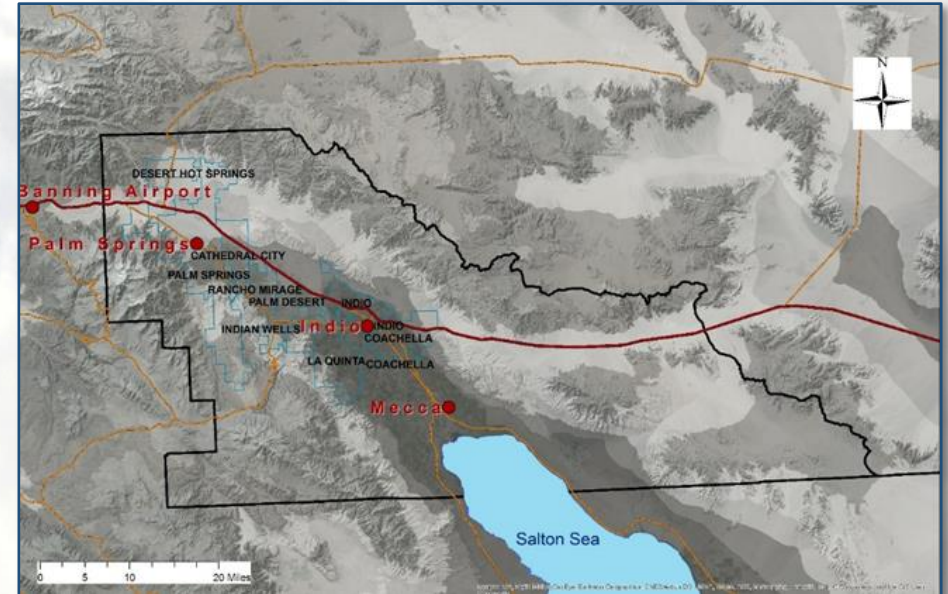 N
DESERT HOT SPRINGS
Banning Airport
Palm Springs
CATHEDRAL CITY
PALM SPRINGS
RANCHO MIRAGE
PALM DESERT
INDIO
INDIAN WELLS
Indio
INDIO
COACHELLA
LA QUINTA
COACHELLA
Mecca
Salton Sea
0 5 10 20 Miles